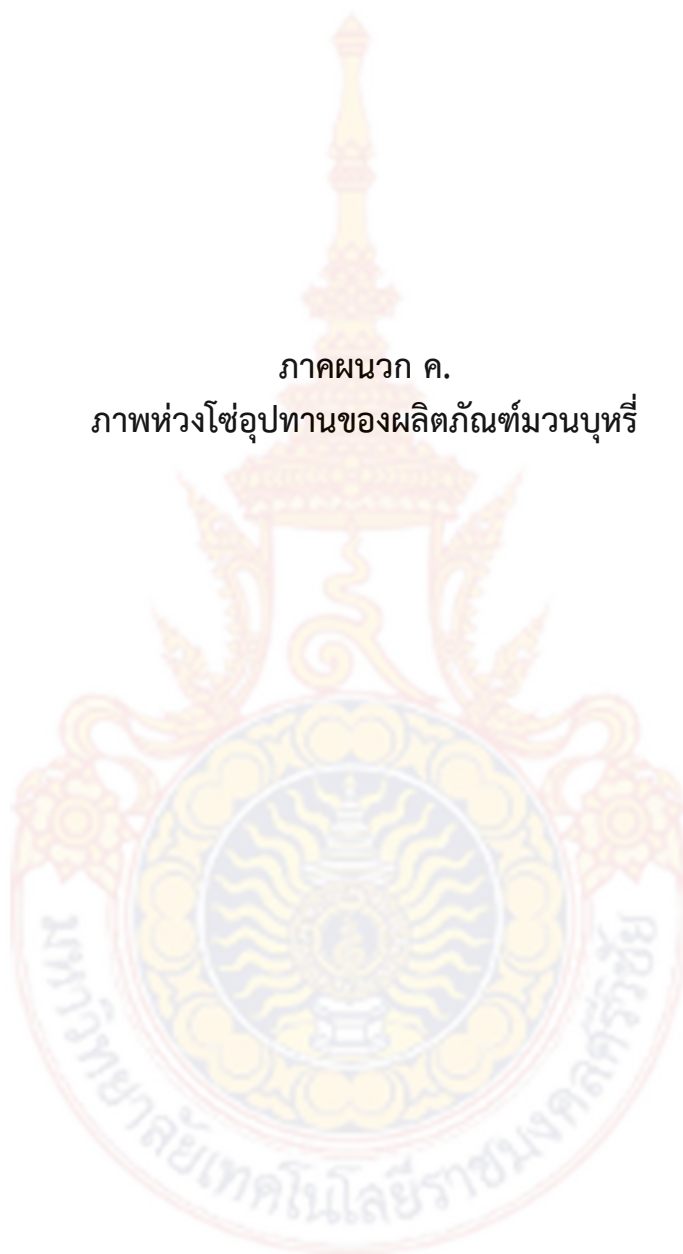 ภาคผนวก ค.
ภาพห่วงโซ่อุปทานของผลิตภัณฑ์มวนบุหรี่
มหาวิทยาลัยเทคโนโลยีราชมงคลศรีวิชัย